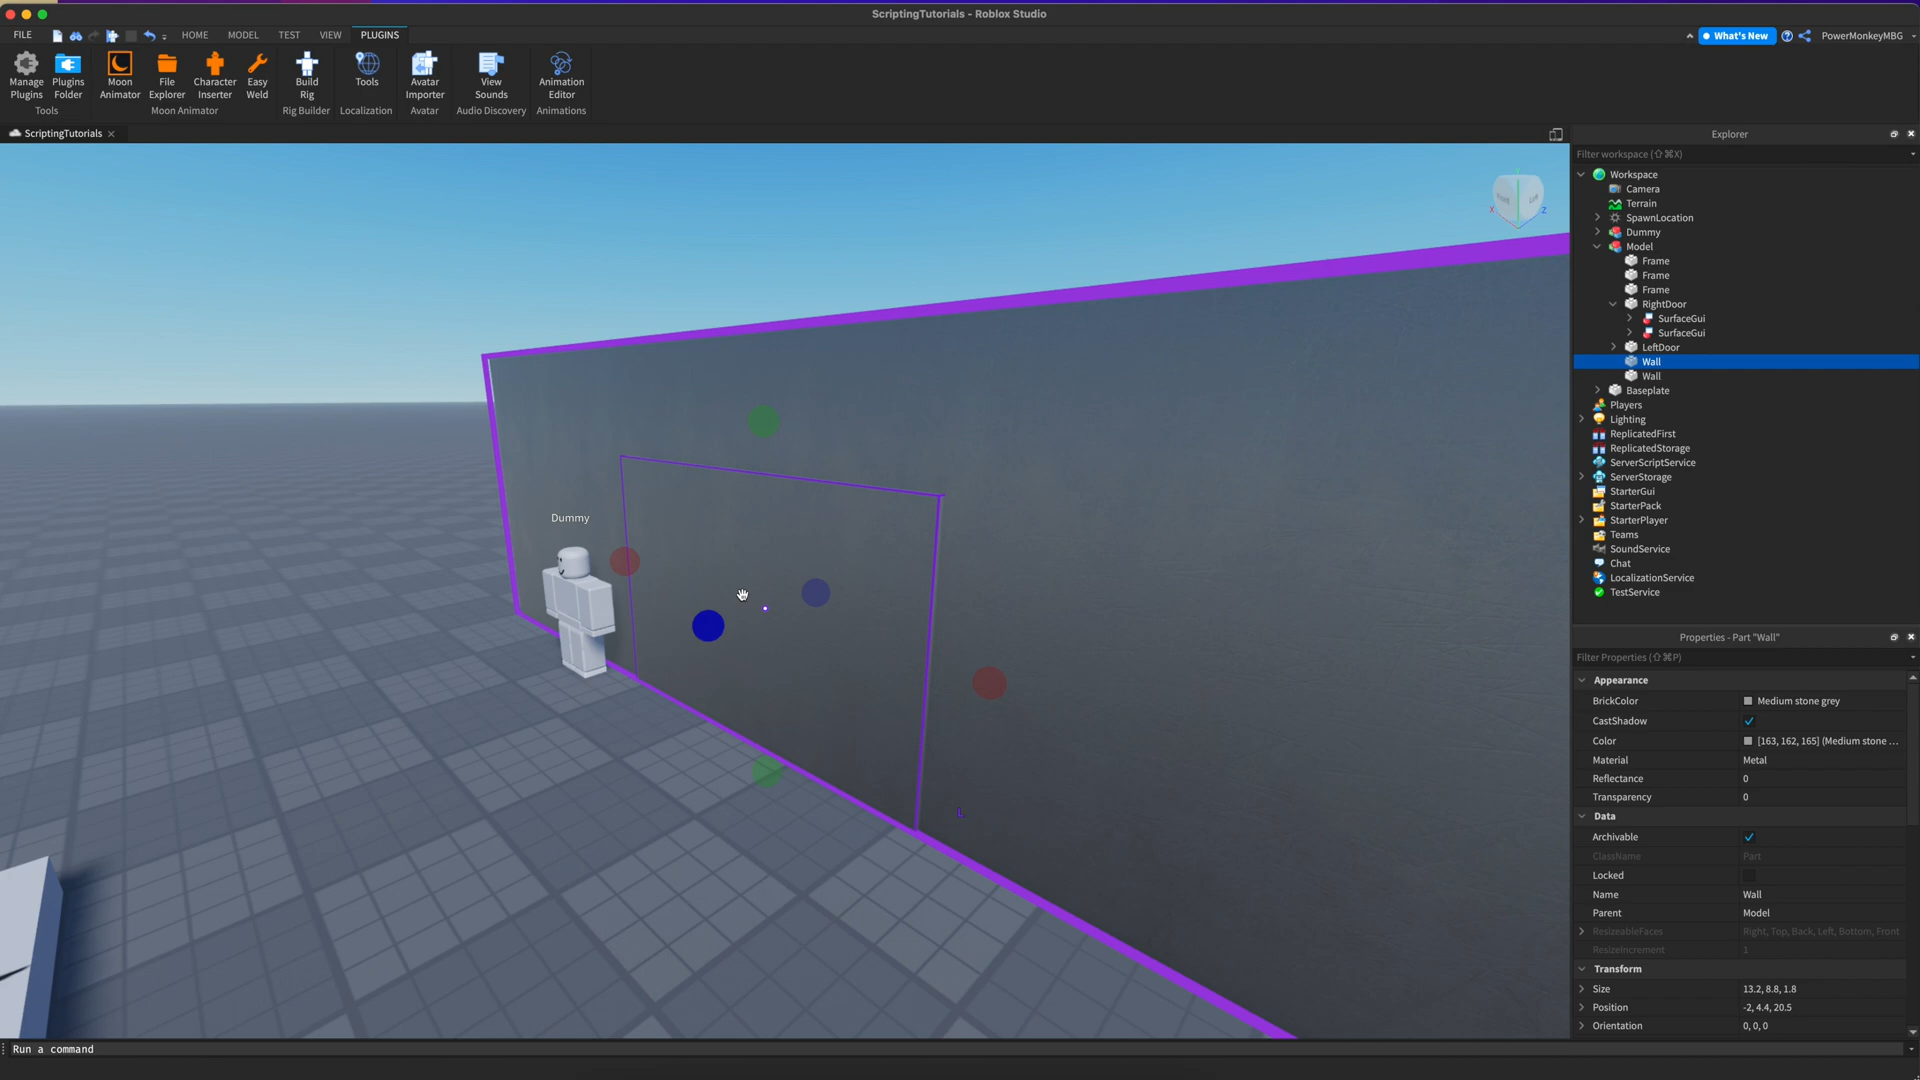 ScriptingTutorials - Roblox Studio
FILE HOME MODEL TEST VIEW PLUGINS What's New PowerMonkeyMBG
Manage Plugins
Plugins Folder
Moon Animator
File Explorer
Character Inserter
Easy Weld
Build Rig
Tools
Avatar Importer
View Sounds
Animation Editor
Tools Moon Animator Rig Builder Localization Avatar Audio Discovery Animations
ScriptingTutorials
Explorer
Filter workspace (⇧⌘X)
Workspace
Camera
Terrain
SpawnLocation
Dummy
Model
Frame
Frame
Frame
RightDoor
SurfaceGui
SurfaceGui
LeftDoor
Wall
Wall
Baseplate
Players
Lighting
ReplicatedFirst
ReplicatedStorage
ServerScriptService
ServerStorage
StarterGui
StarterPack
StarterPlayer
Teams
SoundService
Chat
LocalizationService
TestService
X Z
Left
Dummy
L
Properties - Part "Wall"
Filter Properties (⇧⌘P)
Appearance
BrickColor Medium stone grey
CastShadow
Color [163, 162, 165] (Medium stone ...
Material Metal
Reflectance 0
Transparency 0
Data
Archivable
ClassName Part
Locked
Name Wall
Parent Model
ResizeableFaces Right, Top, Back, Left, Bottom, Front
ResizeIncrement 1
Transform
Size 13.2, 8.8, 1.8
Position -2, 4.4, 20.5
Orientation 0, 0, 0
Run a command